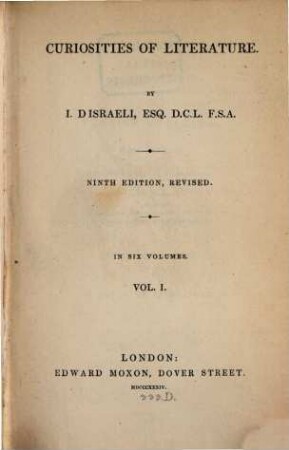 CURIOSITIES OF LITERATURE.
BY
I. DISRAELI, ESQ. D.C.L. F.S.A.
NINTH EDITION, REVISED.
IN SIX VOLUMES.
VOL. I.
LONDON:
EDWARD MOXON, DOVER STREET.
MDCCCXXXIV.